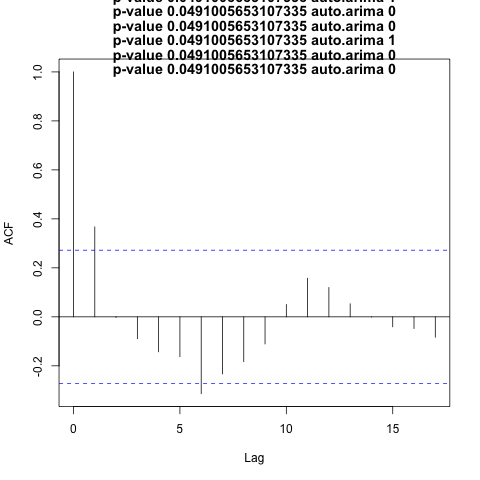 p-value 0.0491005653107335 auto.arima 1
p-value 0.0491005653107335 auto.arima 0
p-value 0.0491005653107335 auto.arima 0
p-value 0.0491005653107335 auto.arima 1
p-value 0.0491005653107335 auto.arima 0
p-value 0.0491005653107335 auto.arima 0
1.0
0.8
0.6
0.4
0.2
0.0
-0.2
ACF
0 5 10 15
Lag